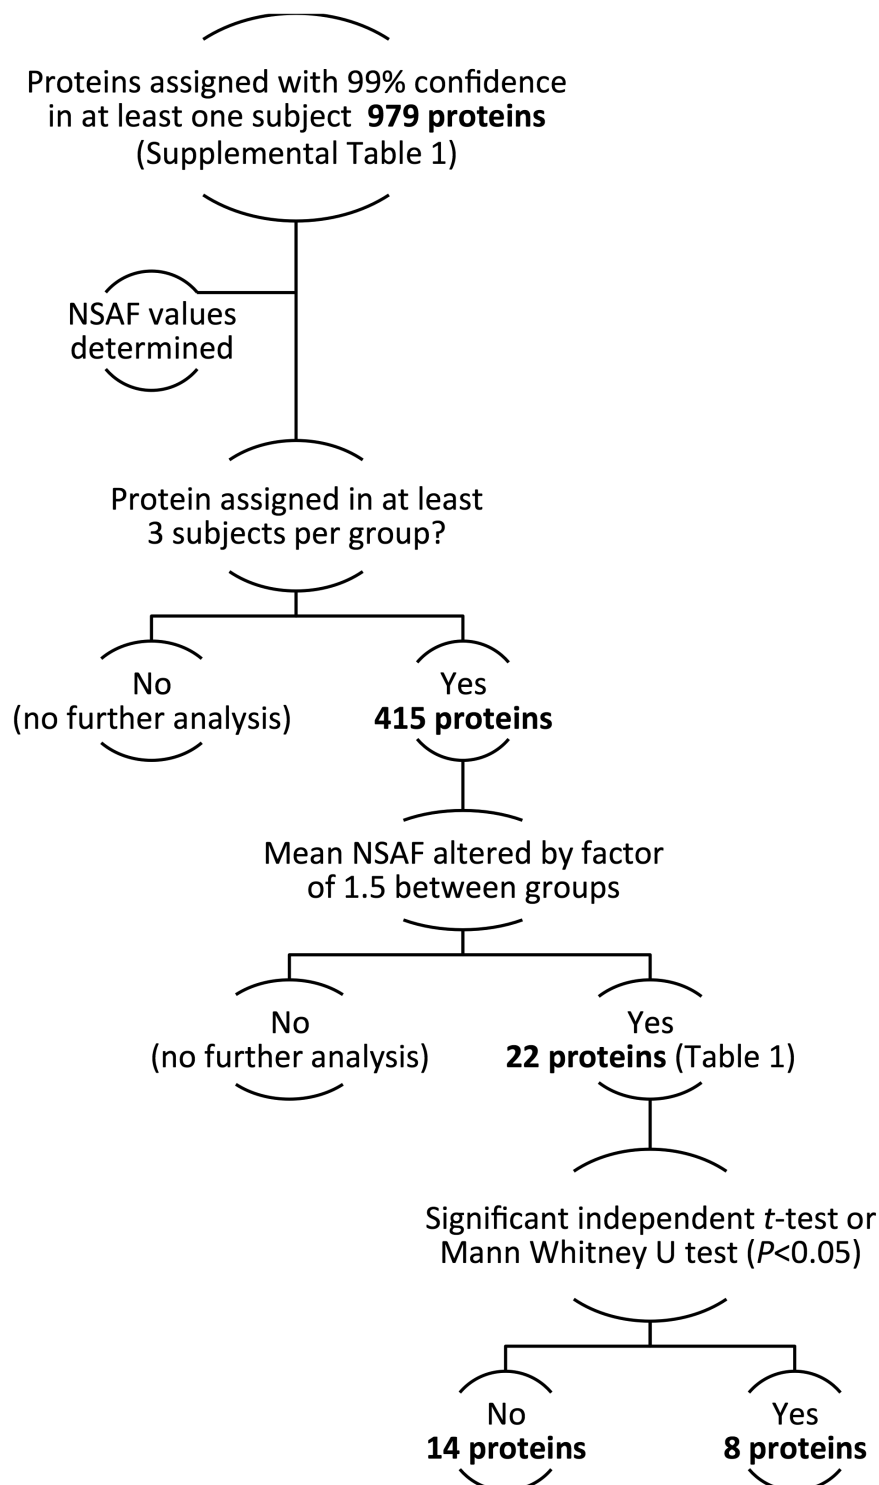 Proteins assigned with 99% confidence
in at least one subject 979 proteins
(Supplemental Table 1)
NSAF values
determined
Protein assigned in at least
3 subjects per group?
No
(no further analysis)
Yes
415 proteins
Mean NSAF altered by factor
of 1.5 between groups
No
(no further analysis)
Yes
22 proteins (Table 1)
Significant independent t-test or
Mann Whitney U test (P<0.05)
No
14 proteins
Yes
8 proteins